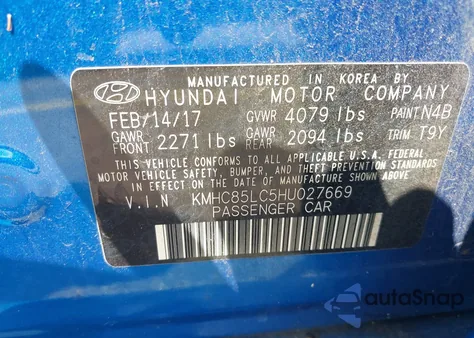 MANUFACTURED IN KOREA BY
HYUNDAI MOTOR COMPANY
FEB/14/17 GVWR 4079 lbs PAINT N4B
GAWR FRONT 2271 lbs GAWR REAR 2094 lbs TRIM T9Y
THIS VEHICLE CONFORMS TO ALL APPLICABLE U.S.A. FEDERAL
MOTOR VEHICLE SAFETY, BUMPER, AND THEFT PREVENTION STANDARDS
IN EFFECT ON THE DATE OF MANUFACTURE SHOWN ABOVE.
V.I.N KMHC85LC5HU027669
PASSENGER CAR
autoSnap